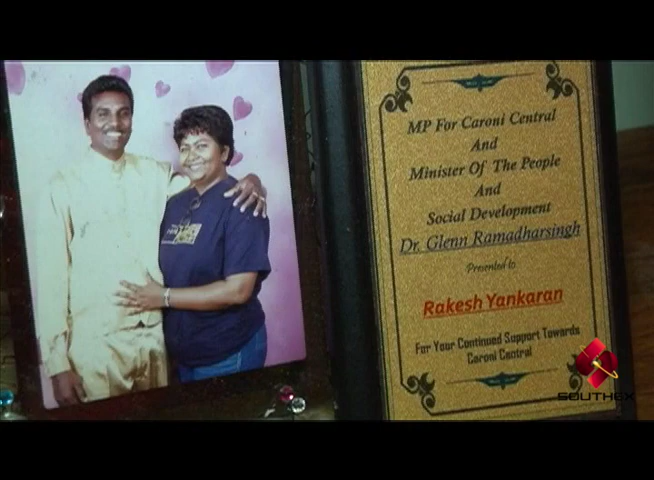 MP For Caroni Central
And
Minister Of The People
And
Social Development
Dr. Glenn Ramadharsingh
Presented to
Rakesh Yankaran
For Your Continued Support Towards
Caroni Central
SOUTHEX